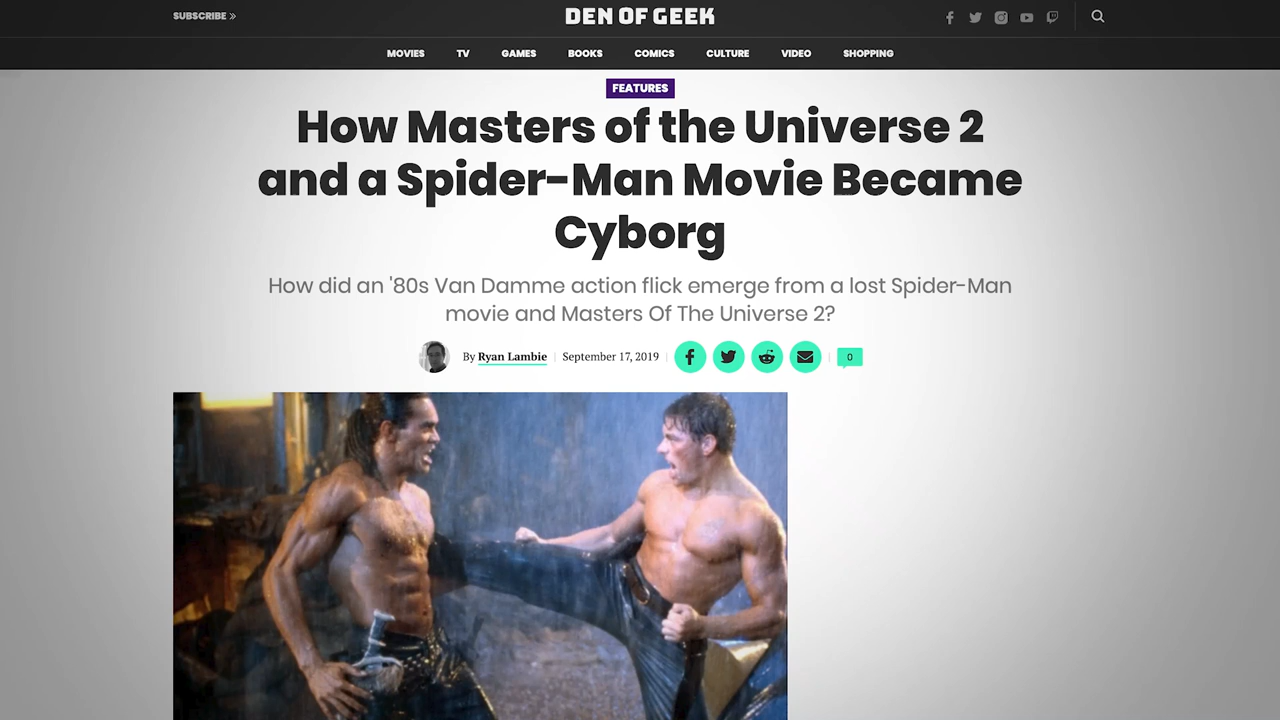 SUBSCRIBE »
DEN OF GEEK
MOVIES TV GAMES BOOKS COMICS CULTURE VIDEO SHOPPING
FEATURES
How Masters of the Universe 2
and a Spider-Man Movie Became
Cyborg
How did an '80s Van Damme action flick emerge from a lost Spider-Man
movie and Masters Of The Universe 2?
By Ryan Lambie | September 17, 2019 | 0